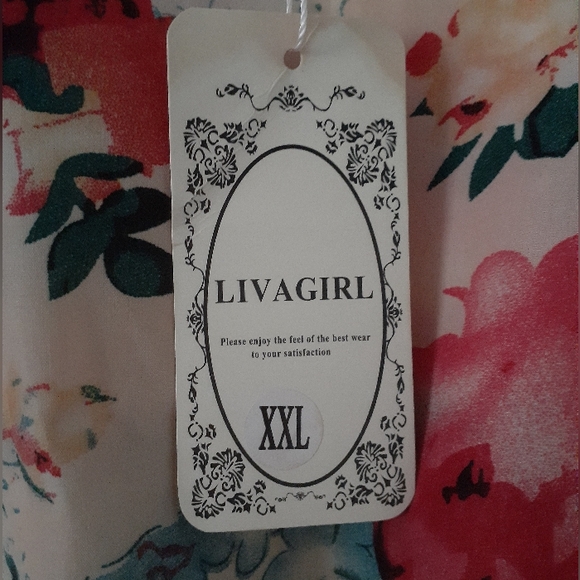 LIVAGIRL
Please enjoy the feel of the best wear
to your satisfaction
XXL